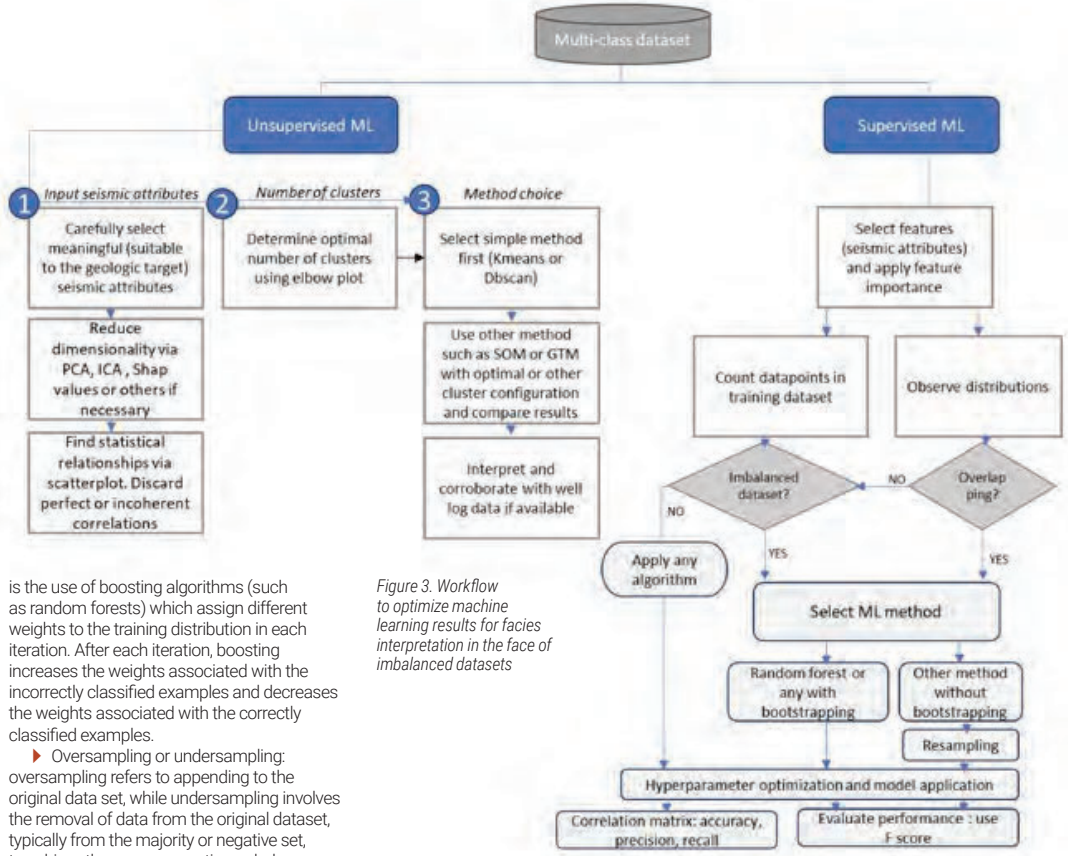 Multi-class dataset
Unsupervised ML
Supervised ML
1
Input seismic attributes
Carefully select
meaningful (suitable
to the geologic target)
seismic attributes
Reduce
dimensionality via
PCA, ICA , Shap
values or others if
necessary
Find statistical
relationships via
scatterplot. Discard
perfect or incoherent
correlations
2
Number of clusters
Determine optimal
number of clusters
using elbow plot
3
Method choice
Select simple method
first (Kmeans or
Dbscan)
Use other method
such as SOM or GTM
with optimal or other
cluster configuration
and compare results
Interpret and
corroborate with well
log data if available
Select features
(seismic attributes)
and apply feature
importance
Count datapoints in
training dataset
Observe distributions
Imbalanced
dataset?
NO
Overlap
ping?
NO
YES
YES
Apply any
algorithm
Select ML method
Random forest or
any with
bootstrapping
Other method
without
bootstrapping
Resampling
Hyperparameter optimization and model application
Correlation matrix: accuracy,
precision, recall
Evaluate performance : use
F score
is the use of boosting algorithms (such
as random forests) which assign different
weights to the training distribution in each
iteration. After each iteration, boosting
increases the weights associated with the
incorrectly classified examples and decreases
the weights associated with the correctly
classified examples.
Oversampling or undersampling:
oversampling refers to appending to the
original data set, while undersampling involves
the removal of data from the original dataset,
typically from the majority or negative set,
Figure 3. Workflow
to optimize machine
learning results for facies
interpretation in the face of
imbalanced datasets